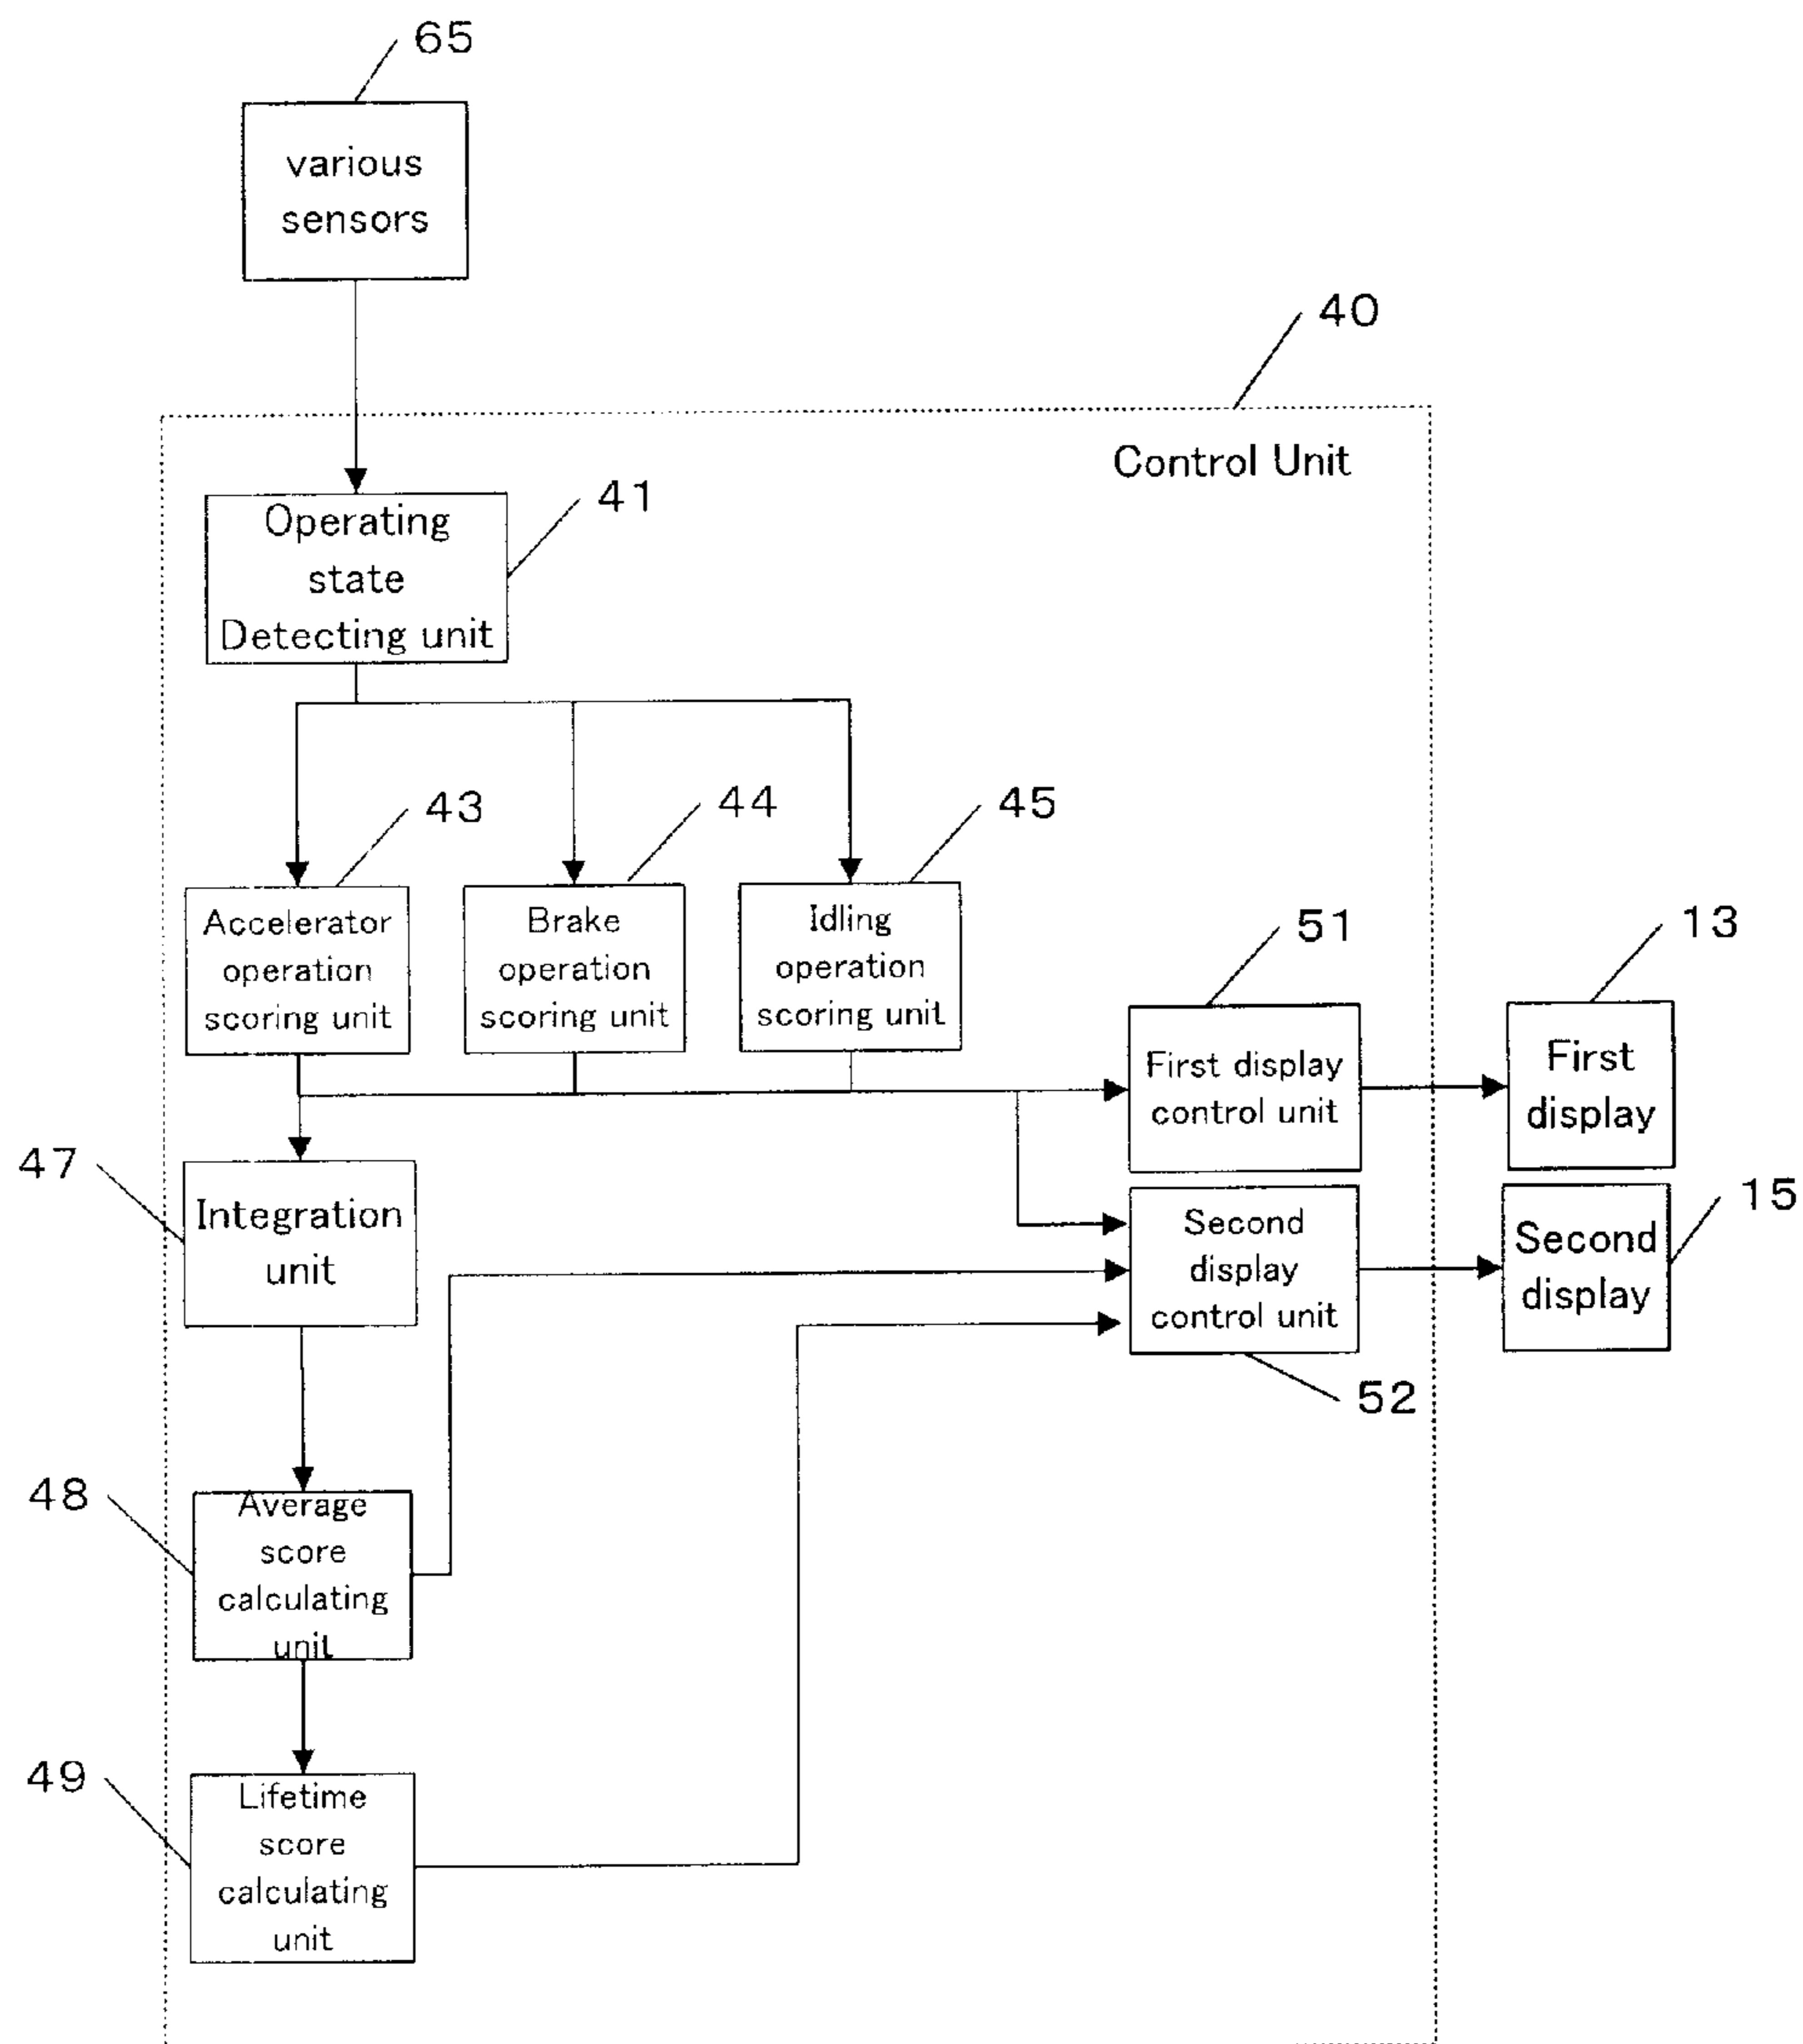 65
various
sensors
40
Control Unit
41
Operating
state
Detecting unit
43
44
45
Accelerator
operation
scoring unit
Brake
operation
scoring unit
Idling
operation
scoring unit
51
13
First display
control unit
First
display
47
Integration
unit
Second
display
control unit
52
Second
display
15
48
Average
score
calculating
unit
49
Lifetime
score
calculating
unit